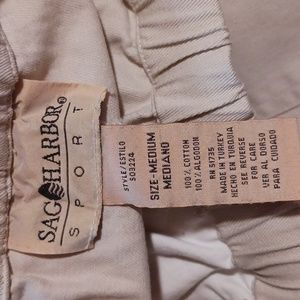 SAG HARBOR®
SPORT
STYLE/ESTILO
503224
SIZE-MEDIUM
MEDIANO
100% COTTON
100% ALGODON
RN 91735
MADE IN TURKEY
HECHO EN TURQUIA
SEE REVERSE
FOR CARE
VER AL DORSO
PARA CUIDADO